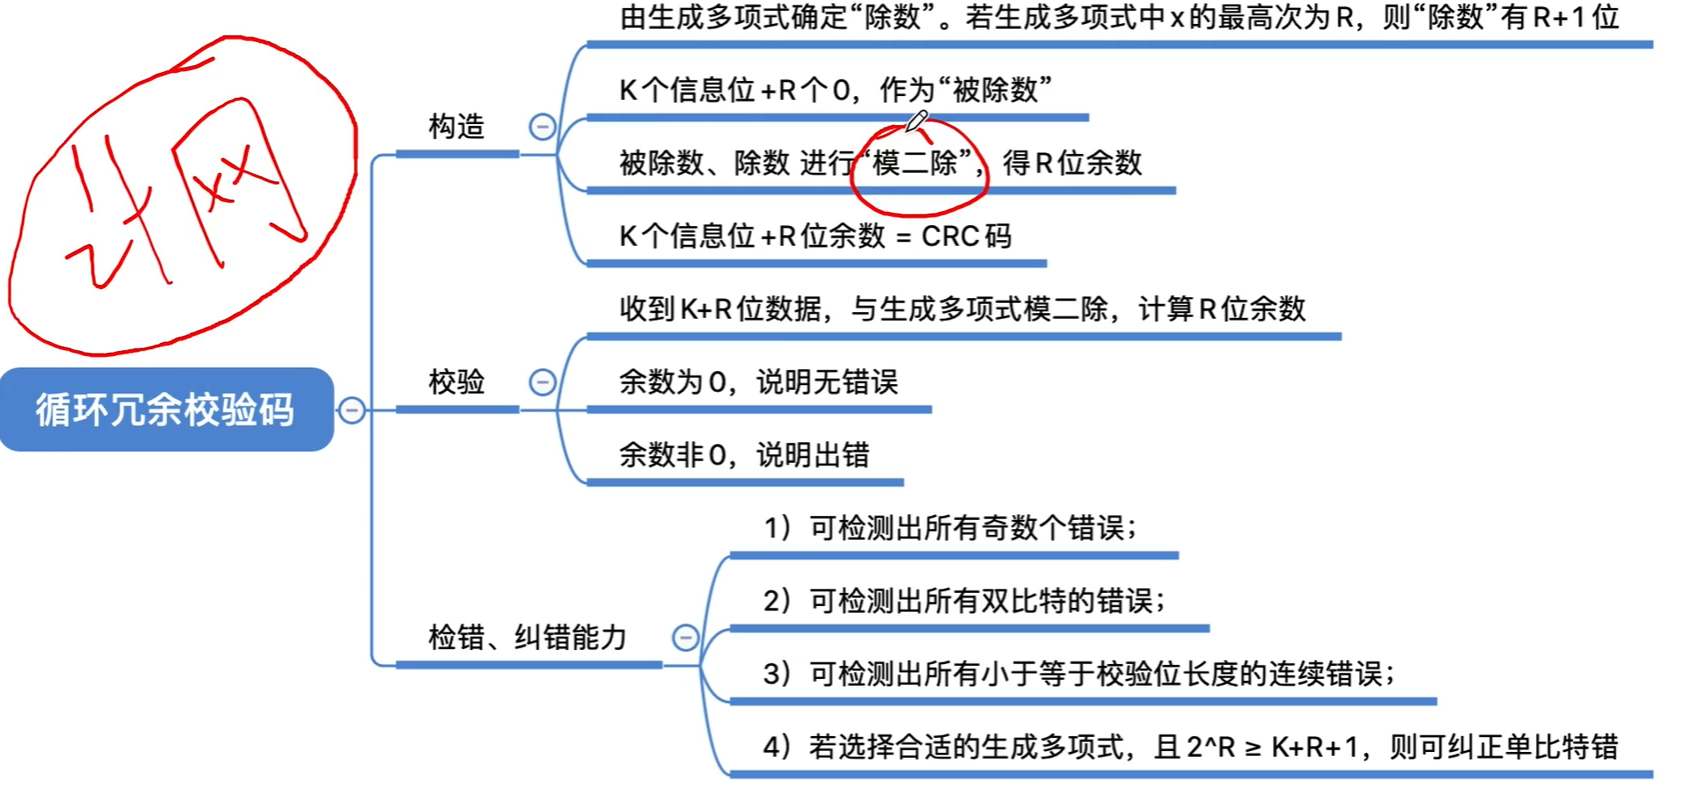 由生成多项式确定“除数”。若生成多项式中x的最高次为R，则“除数”有R+1位
K个信息位+R个0，作为“被除数”
构造
被除数、除数 进行“模二除”，得R位余数
K个信息位+R位余数 = CRC码
计网
收到K+R位数据，与生成多项式模二除，计算R位余数
校验
余数为0，说明无错误
循环冗余校验码
余数非0，说明出错
1）可检测出所有奇数个错误；
2）可检测出所有双比特的错误；
检错、纠错能力
3）可检测出所有小于等于校验位长度的连续错误；
4）若选择合适的生成多项式，且2^R ≥ K+R+1，则可纠正单比特错